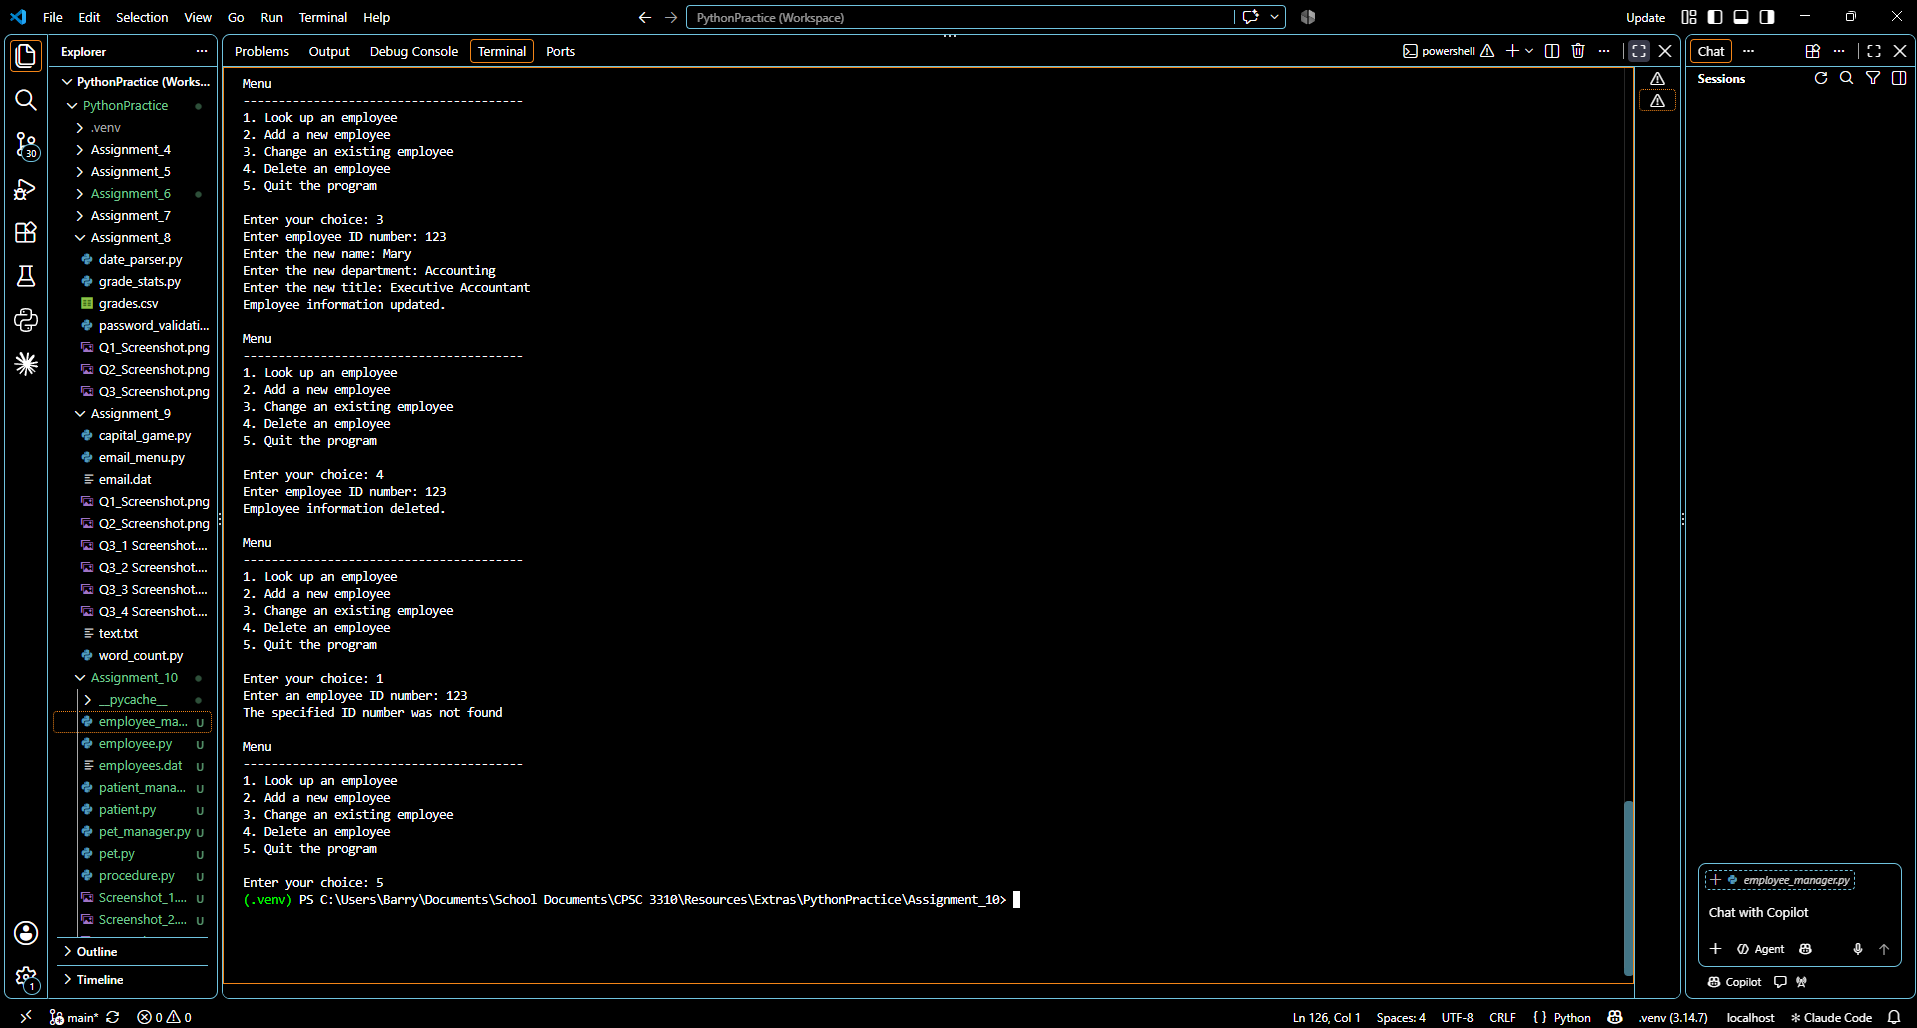 File Edit Selection View Go Run Terminal Help
PythonPractice (Workspace)
Update
Explorer
PythonPractice (Works...
PythonPractice
.venv
Assignment_4
Assignment_5
Assignment_6
Assignment_7
Assignment_8
date_parser.py
grade_stats.py
grades.csv
password_validati...
Q1_Screenshot.png
Q2_Screenshot.png
Q3_Screenshot.png
Assignment_9
capital_game.py
email_menu.py
email.dat
Q1_Screenshot.png
Q2_Screenshot.png
Q3_1 Screenshot....
Q3_2 Screenshot....
Q3_3 Screenshot....
Q3_4 Screenshot....
text.txt
word_count.py
Assignment_10
__pycache__
employee_ma... U
employee.py U
employees.dat U
patient_mana... U
patient.py U
pet_manager.py U
pet.py U
procedure.py U
Screenshot_1.... U
Screenshot_2.... U
Outline
Timeline
30
1
Problems Output Debug Console Terminal Ports
powershell
Menu
----------------------------------------
1. Look up an employee
2. Add a new employee
3. Change an existing employee
4. Delete an employee
5. Quit the program
Enter your choice: 3
Enter employee ID number: 123
Enter the new name: Mary
Enter the new department: Accounting
Enter the new title: Executive Accountant
Employee information updated.
Menu
----------------------------------------
1. Look up an employee
2. Add a new employee
3. Change an existing employee
4. Delete an employee
5. Quit the program
Enter your choice: 4
Enter employee ID number: 123
Employee information deleted.
Menu
----------------------------------------
1. Look up an employee
2. Add a new employee
3. Change an existing employee
4. Delete an employee
5. Quit the program
Enter your choice: 1
Enter an employee ID number: 123
The specified ID number was not found
Menu
----------------------------------------
1. Look up an employee
2. Add a new employee
3. Change an existing employee
4. Delete an employee
5. Quit the program
Enter your choice: 5
(.venv) PS C:\Users\Barry\Documents\School Documents\CPSC 3310\Resources\Extras\PythonPractice\Assignment_10>
Chat
Sessions
employee_manager.py
Chat with Copilot
Agent
Copilot
main* 0 0
Ln 126, Col 1 Spaces: 4 UTF-8 CRLF { } Python .venv (3.14.7) localhost Claude Code